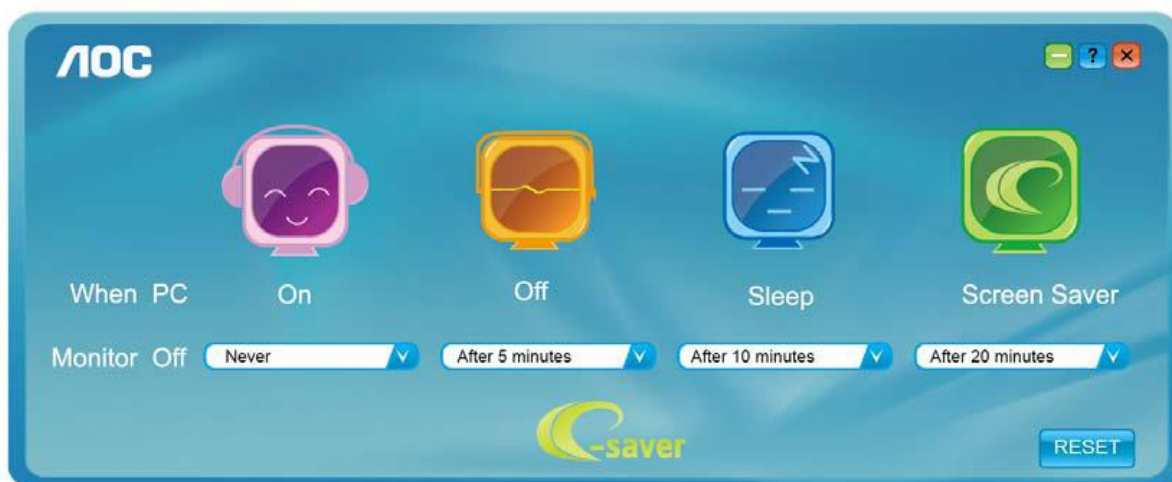 AOC
?
When PC On Off Sleep Screen Saver
Monitor Off Never After 5 minutes After 10 minutes After 20 minutes
e-saver
RESET